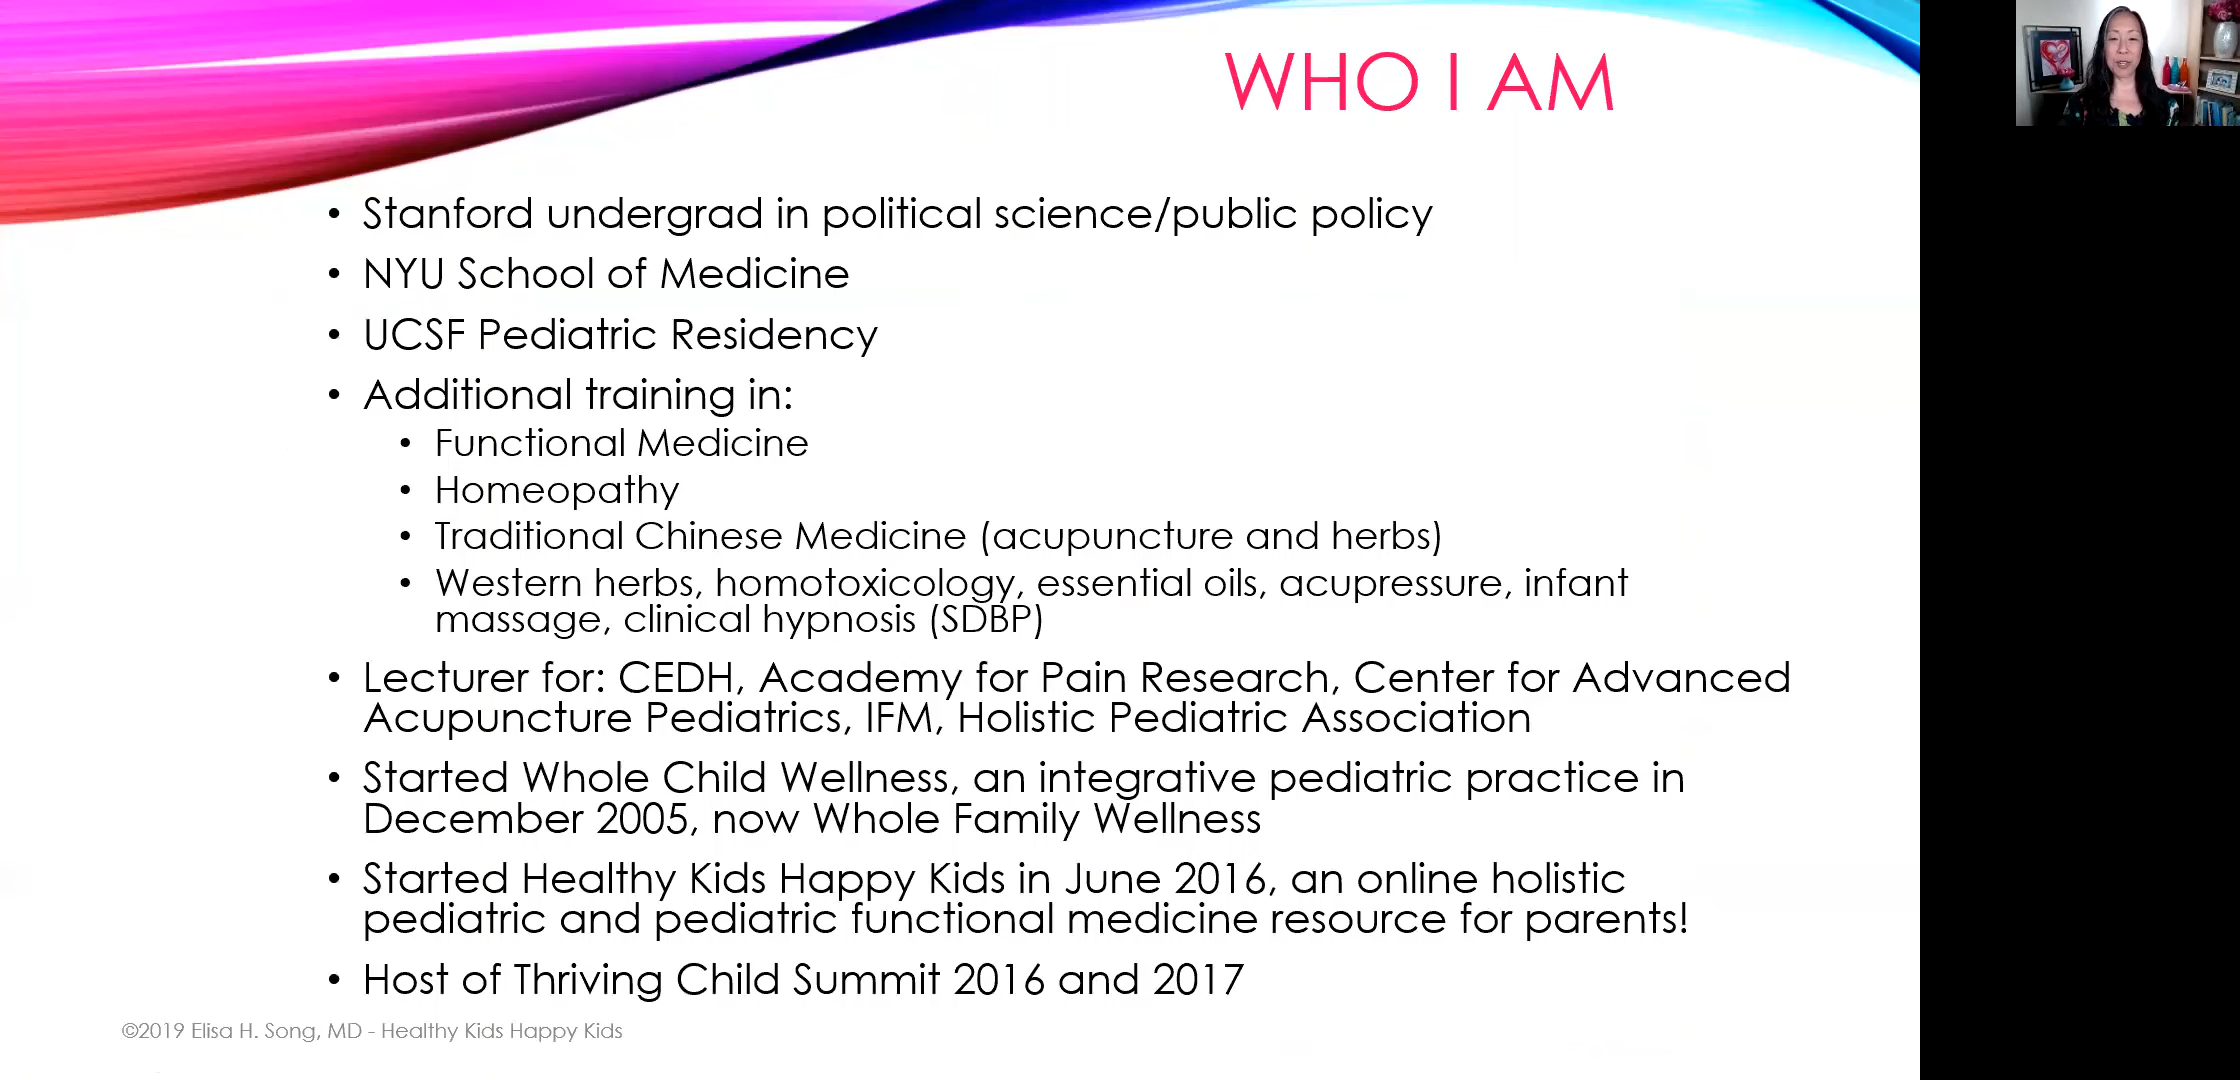 WHO I AM
• Stanford undergrad in political science/public policy
• NYU School of Medicine
• UCSF Pediatric Residency
• Additional training in:
• Functional Medicine
• Homeopathy
• Traditional Chinese Medicine (acupuncture and herbs)
• Western herbs, homotoxicology, essential oils, acupressure, infant
massage, clinical hypnosis (SDBP)
• Lecturer for: CEDH, Academy for Pain Research, Center for Advanced
Acupuncture Pediatrics, IFM, Holistic Pediatric Association
• Started Whole Child Wellness, an integrative pediatric practice in
December 2005, now Whole Family Wellness
• Started Healthy Kids Happy Kids in June 2016, an online holistic
pediatric and pediatric functional medicine resource for parents!
• Host of Thriving Child Summit 2016 and 2017
©2019 Elisa H. Song, MD - Healthy Kids Happy Kids